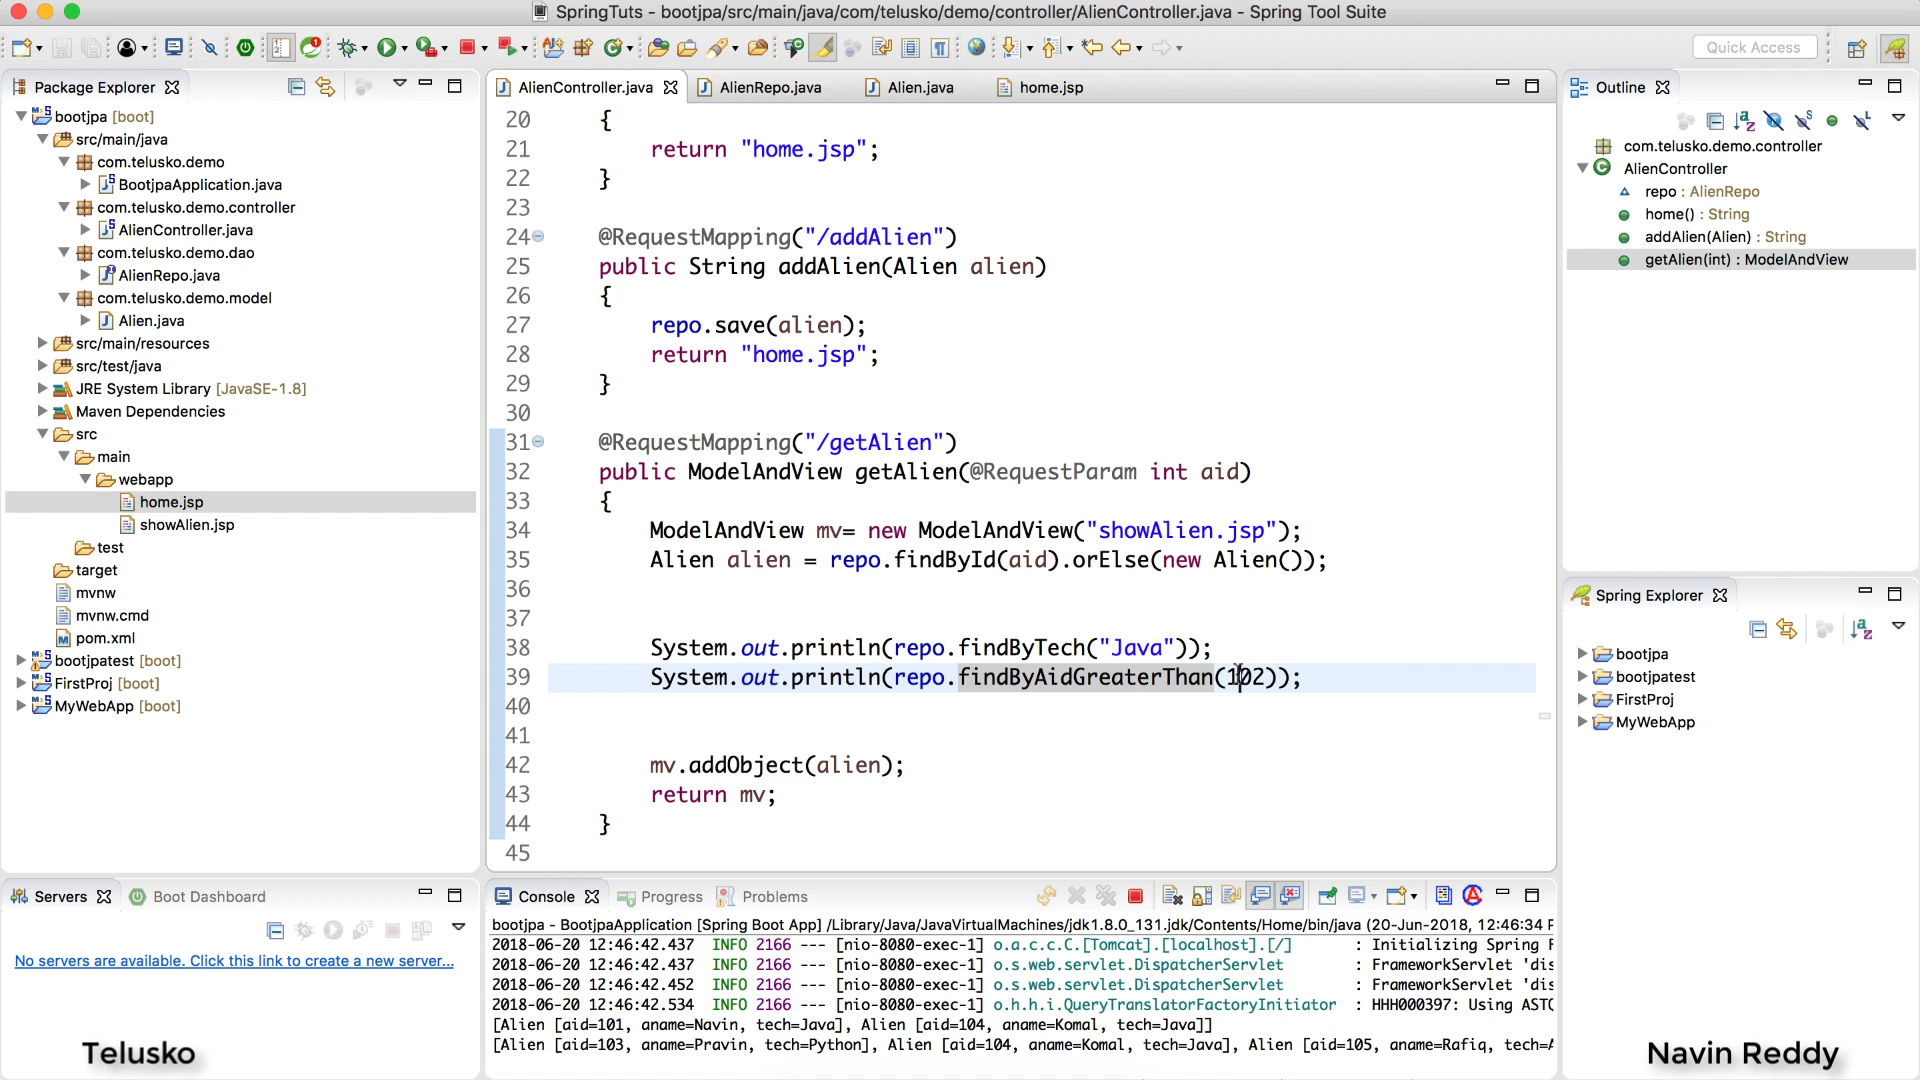 SpringTuts - bootjpa/src/main/java/com/telusko/demo/controller/AlienController.java - Spring Tool Suite
Quick Access
Package Explorer
bootjpa [boot]
src/main/java
com.telusko.demo
BootjpaApplication.java
com.telusko.demo.controller
AlienController.java
com.telusko.demo.dao
AlienRepo.java
com.telusko.demo.model
Alien.java
src/main/resources
src/test/java
JRE System Library [JavaSE-1.8]
Maven Dependencies
src
main
webapp
home.jsp
showAlien.jsp
test
target
mvnw
mvnw.cmd
pom.xml
bootjpatest [boot]
FirstProj [boot]
MyWebApp [boot]
AlienController.java AlienRepo.java Alien.java home.jsp
20 {
21 return "home.jsp";
22 }
23
24 @RequestMapping("/addAlien")
25 public String addAlien(Alien alien)
26 {
27 repo.save(alien);
28 return "home.jsp";
29 }
30
31 @RequestMapping("/getAlien")
32 public ModelAndView getAlien(@RequestParam int aid)
33 {
34 ModelAndView mv= new ModelAndView("showAlien.jsp");
35 Alien alien = repo.findById(aid).orElse(new Alien());
36
37
38 System.out.println(repo.findByTech("Java"));
39 System.out.println(repo.findByAidGreaterThan(102));
40
41
42 mv.addObject(alien);
43 return mv;
44 }
45
Outline
com.telusko.demo.controller
AlienController
repo : AlienRepo
home() : String
addAlien(Alien) : String
getAlien(int) : ModelAndView
Spring Explorer
bootjpa
bootjpatest
FirstProj
MyWebApp
Servers Boot Dashboard
No servers are available. Click this link to create a new server...
Console Progress Problems
bootjpa - BootjpaApplication [Spring Boot App] /Library/Java/JavaVirtualMachines/jdk1.8.0_131.jdk/Contents/Home/bin/java (20-Jun-2018, 12:46:34 P
2018-06-20 12:46:42.437 INFO 2166 --- [nio-8080-exec-1] o.a.c.c.C.[Tomcat].[localhost].[/] : Initializing Spring F
2018-06-20 12:46:42.437 INFO 2166 --- [nio-8080-exec-1] o.s.web.servlet.DispatcherServlet : FrameworkServlet 'dis
2018-06-20 12:46:42.452 INFO 2166 --- [nio-8080-exec-1] o.s.web.servlet.DispatcherServlet : FrameworkServlet 'dis
2018-06-20 12:46:42.534 INFO 2166 --- [nio-8080-exec-1] o.h.h.i.QueryTranslatorFactoryInitiator : HHH000397: Using ASTQ
[Alien [aid=101, aname=Navin, tech=Java], Alien [aid=104, aname=Komal, tech=Java]]
[Alien [aid=103, aname=Pravin, tech=Python], Alien [aid=104, aname=Komal, tech=Java], Alien [aid=105, aname=Rafiq, tech=A
Telusko
Navin Reddy